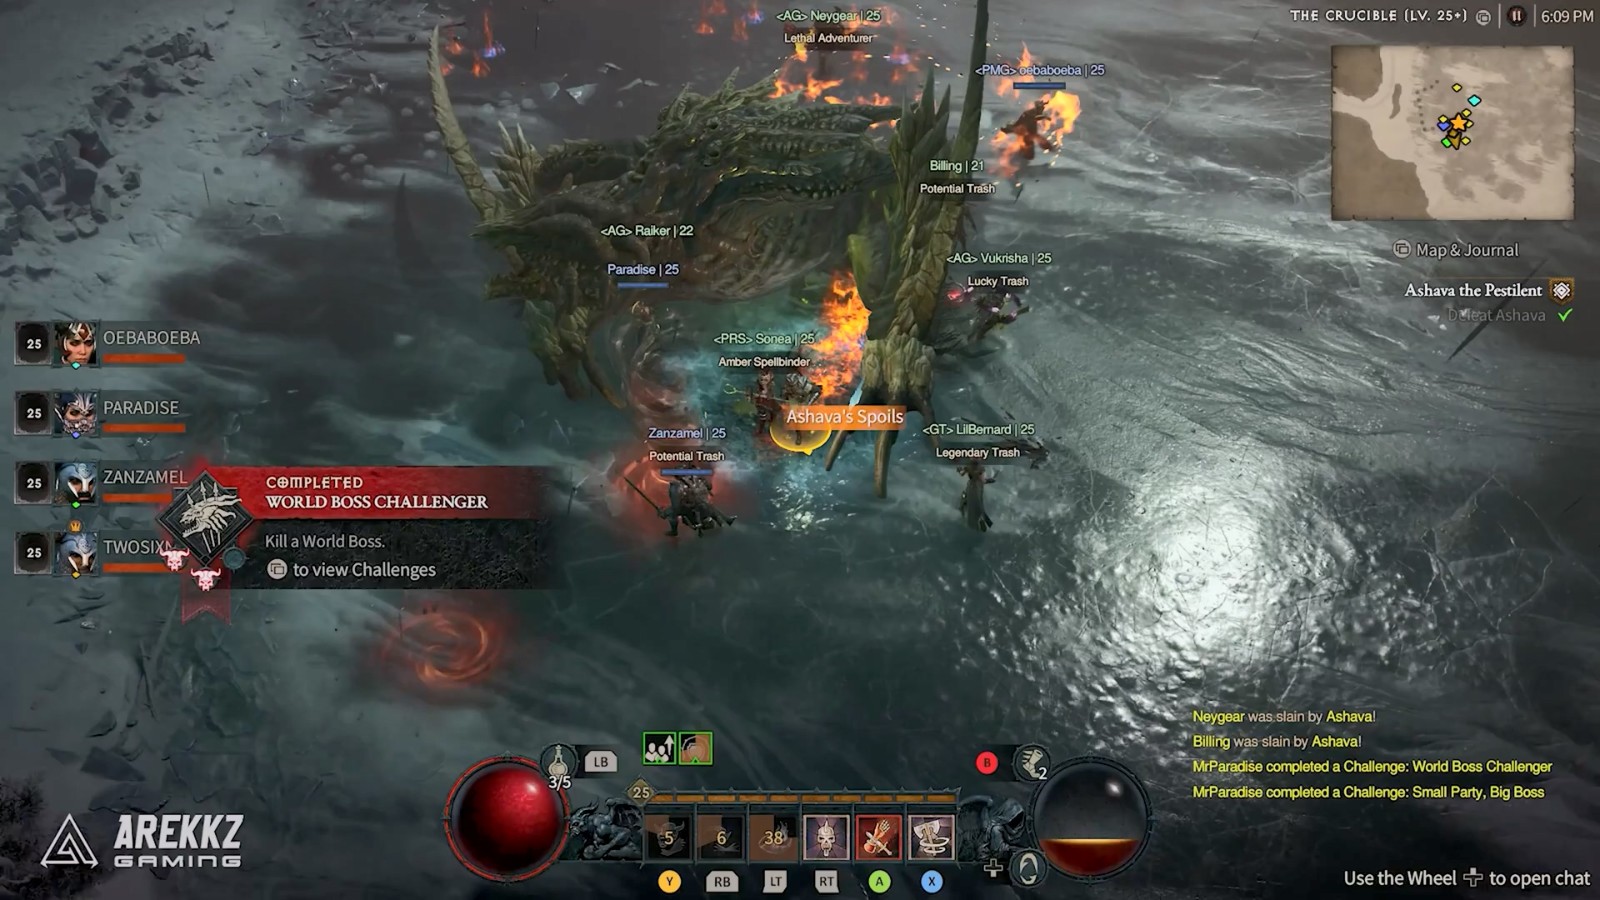 <AG> Neygear | 25
Lethal Adventurer
THE CRUCIBLE (LV. 25+)
6:09 PM
<PMG> oebaboeba | 25
Billing | 21
Potential Trash
<AG> Raiker | 22
Paradise | 25
<AG> Vukrisha | 25
Lucky Trash
Map & Journal
Ashava the Pestilent
Defeat Ashava
25
OEBABOEBA
<PRS> Sonea | 25
Amber Spellbinder
25
PARADISE
Ashava's Spoils
Zanzamel | 25
Potential Trash
<GT> LilBernard | 25
Legendary Trash
25
ZANZAMEL
COMPLETED
WORLD BOSS CHALLENGER
25
TWOSIXN
Kill a World Boss.
to view Challenges
Neygear was slain by Ashava!
Billing was slain by Ashava!
MrParadise completed a Challenge: World Boss Challenger
MrParadise completed a Challenge: Small Party, Big Boss
3/5
LB
B
2
25
5
6
38
Y
RB
LT
RT
A
X
AREKKZ
GAMING
Use the Wheel to open chat